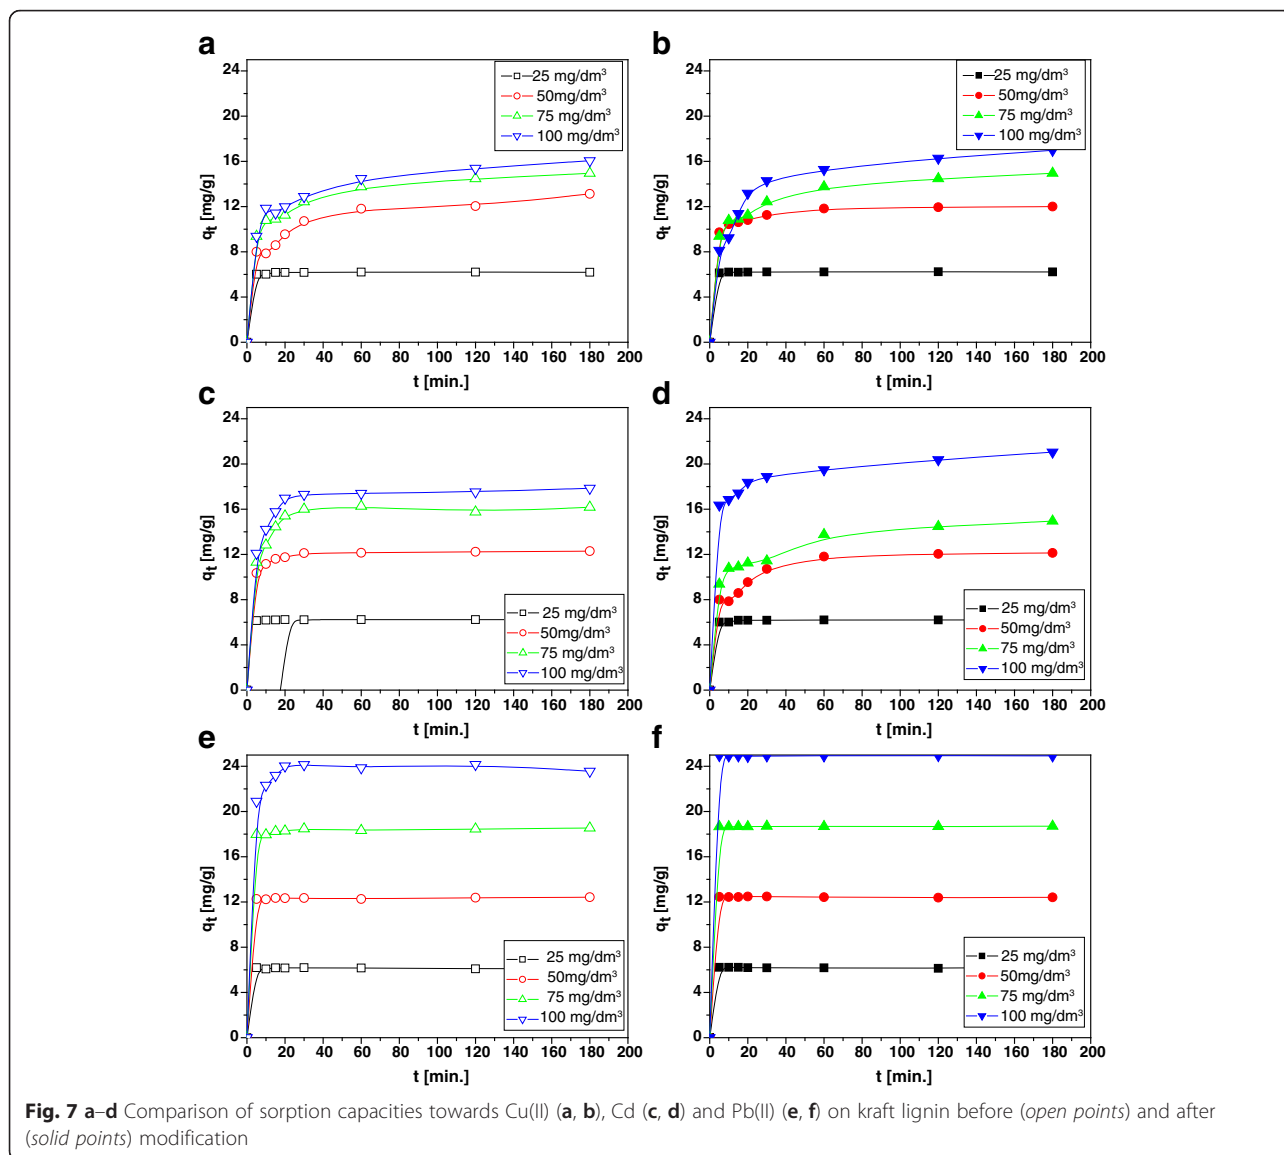 a
24
20
16
12
8
4
0
qt [mg/g]
0 20 40 60 80 100 120 140 160 180 200
t [min.]
25 mg/dm³
50mg/dm³
75 mg/dm³
100 mg/dm³
b
24
20
16
12
8
4
0
qt [mg/g]
0 20 40 60 80 100 120 140 160 180 200
t [min.]
25 mg/dm³
50mg/dm³
75 mg/dm³
100 mg/dm³
c
24
20
16
12
8
4
0
qt [mg/g]
0 20 40 60 80 100 120 140 160 180 200
t [min.]
25 mg/dm³
50mg/dm³
75 mg/dm³
100 mg/dm³
d
24
20
16
12
8
4
0
qt [mg/g]
0 20 40 60 80 100 120 140 160 180 200
t [min.]
25 mg/dm³
50mg/dm³
75 mg/dm³
100 mg/dm³
e
24
20
16
12
8
4
0
qt [mg/g]
0 20 40 60 80 100 120 140 160 180 200
t [min.]
25 mg/dm³
50mg/dm³
75 mg/dm³
100 mg/dm³
f
24
20
16
12
8
4
0
qt [mg/g]
0 20 40 60 80 100 120 140 160 180 200
t [min.]
25 mg/dm³
50mg/dm³
75 mg/dm³
100 mg/dm³
Fig. 7 a–d Comparison of sorption capacities towards Cu(II) (a, b), Cd (c, d) and Pb(II) (e, f) on kraft lignin before (open points) and after
(solid points) modification